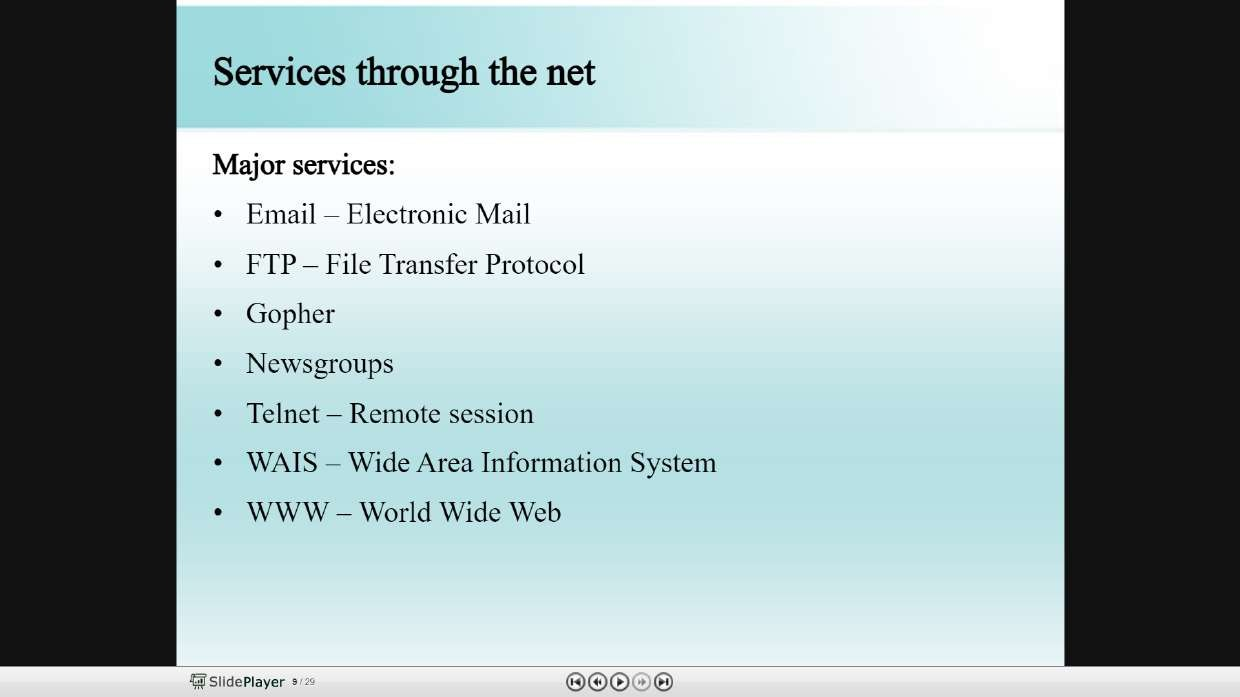 Services through the net
Major services:
• Email – Electronic Mail
• FTP – File Transfer Protocol
• Gopher
• Newsgroups
• Telnet – Remote session
• WAIS – Wide Area Information System
• WWW – World Wide Web
SlidePlayer 9 / 29